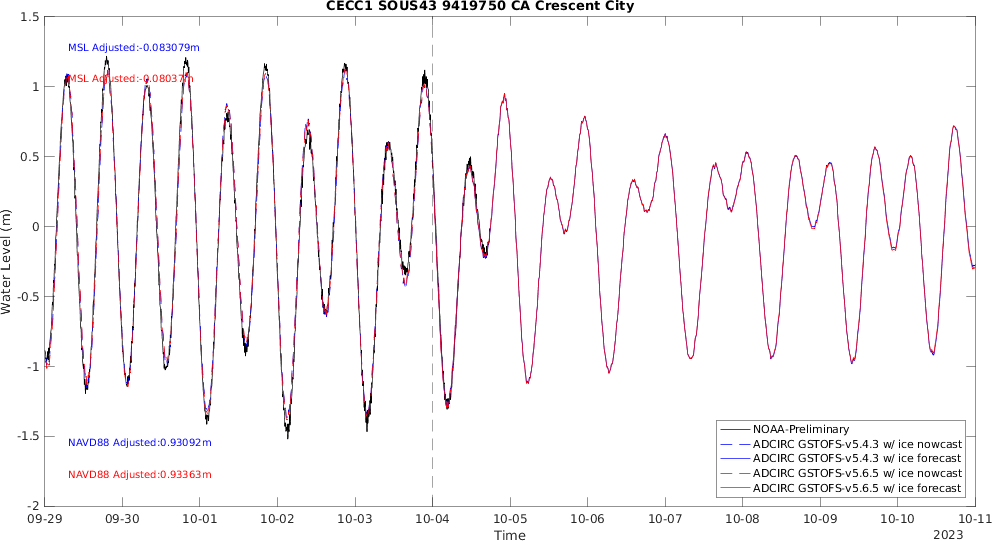 CECC1 SOUS43 9419750 CA Crescent City
1.5
MSL Adjusted:-0.083079m
MSL Adjusted:-0.08037m
1
0.5
0
Water Level (m)
-0.5
-1
-1.5
NAVD88 Adjusted:0.93092m
NAVD88 Adjusted:0.93363m
-2
NOAA-Preliminary
ADCIRC GSTOFS-v5.4.3 w/ ice nowcast
ADCIRC GSTOFS-v5.4.3 w/ ice forecast
ADCIRC GSTOFS-v5.6.5 w/ ice nowcast
ADCIRC GSTOFS-v5.6.5 w/ ice forecast
09-29 09-30 10-01 10-02 10-03 10-04 10-05 10-06 10-07 10-08 10-09 10-10 10-11
Time
2023